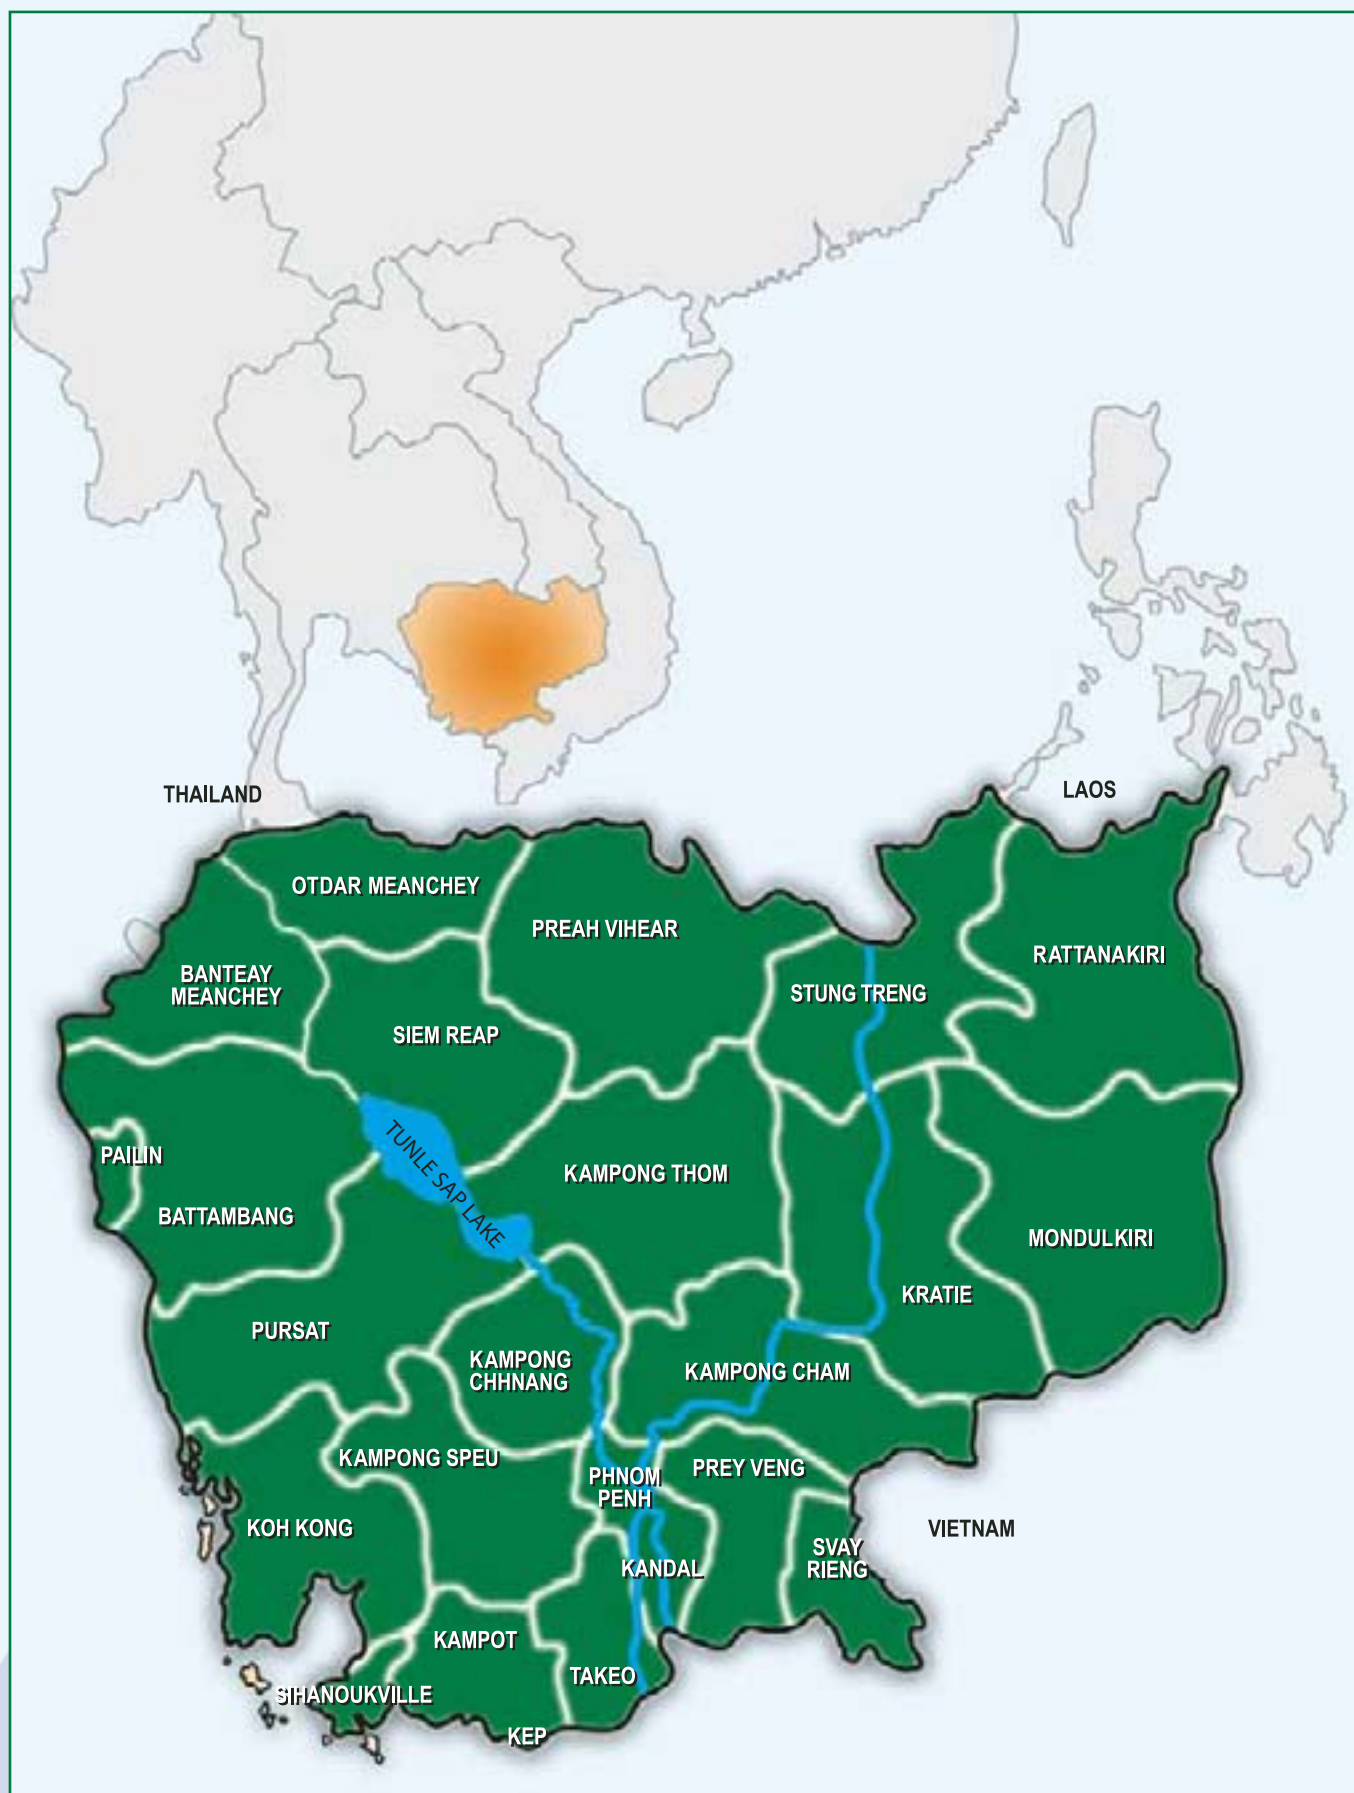 THAILAND
LAOS
OTDAR MEANCHEY
PREAH VIHEAR
RATTANAKIRI
BANTEAY
MEANCHEY
STUNG TRENG
SIEM REAP
TUNLE SAP LAKE
PAILIN
KAMPONG THOM
BATTAMBANG
MONDULKIRI
KRATIE
PURSAT
KAMPONG
CHHNANG
KAMPONG CHAM
KAMPONG SPEU
PREY VENG
PHNOM
PENH
KOH KONG
VIETNAM
SVAY
RIENG
KANDAL
KAMPOT
TAKEO
SIHANOUKVILLE
KEP